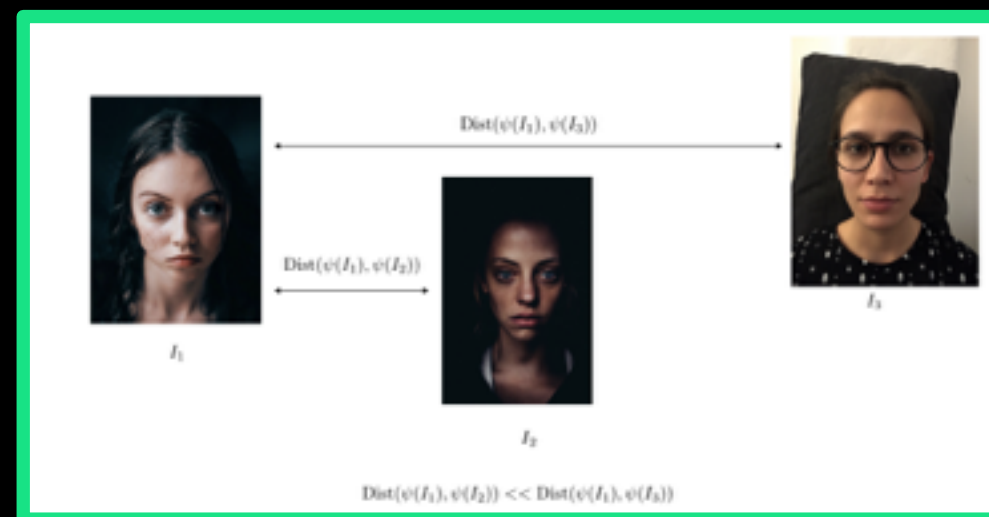 Dist(ψ(I₁), ψ(I₃))
Dist(ψ(I₁), ψ(I₂))
I₃
I₁
I₂
Dist(ψ(I₁), ψ(I₂)) << Dist(ψ(I₁), ψ(I₃))